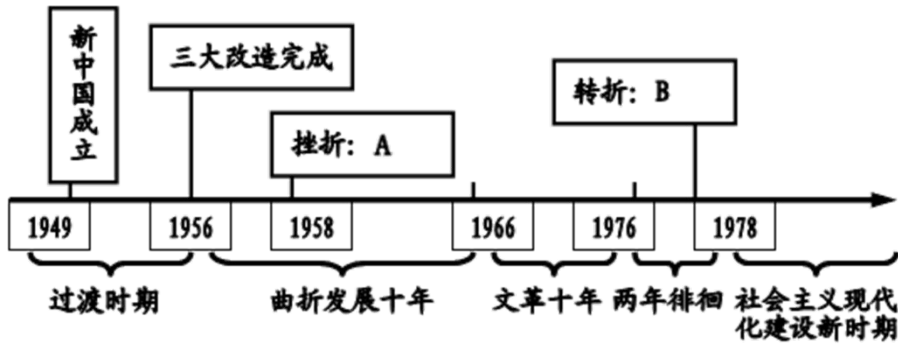 新中国成立
三大改造完成
转折：B
挫折：A
1949
1956
1958
1966
1976
1978
过渡时期
曲折发展十年
文革十年
两年徘徊
社会主义现代
化建设新时期